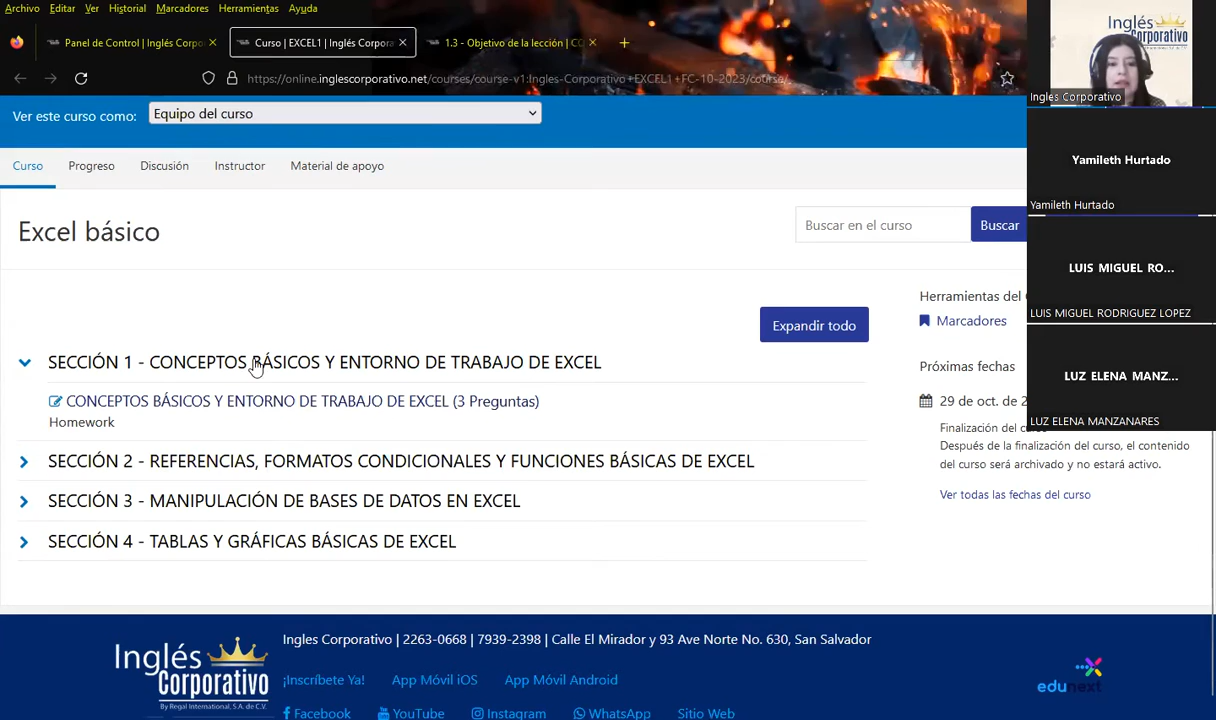 Archivo Editar Ver Historial Marcadores Herramientas Ayuda
Panel de Control | Inglés Corpo
Curso | EXCEL1 | Inglés Corpora
1.3 - Objetivo de la lección | CO
https://online.inglescorporativo.net/courses/course-v1:Ingles-Corporativo+EXCEL1+FC-10-2023/course/
Inglés Corporativo
Ingles Corporativo
Ver este curso como: Equipo del curso
Curso Progreso Discusión Instructor Material de apoyo
Yamileth Hurtado
Yamileth Hurtado
Excel básico
Buscar en el curso Buscar
LUIS MIGUEL RO...
LUIS MIGUEL RODRIGUEZ LOPEZ
Herramientas del
Marcadores
Expandir todo
SECCIÓN 1 - CONCEPTOS BÁSICOS Y ENTORNO DE TRABAJO DE EXCEL
Próximas fechas
LUZ ELENA MANZ...
LUZ ELENA MANZANARES
CONCEPTOS BÁSICOS Y ENTORNO DE TRABAJO DE EXCEL (3 Preguntas)
Homework
29 de oct. de 2
Finalización del curso
Después de la finalización del curso, el contenido
del curso será archivado y no estará activo.
Ver todas las fechas del curso
SECCIÓN 2 - REFERENCIAS, FORMATOS CONDICIONALES Y FUNCIONES BÁSICAS DE EXCEL
SECCIÓN 3 - MANIPULACIÓN DE BASES DE DATOS EN EXCEL
SECCIÓN 4 - TABLAS Y GRÁFICAS BÁSICAS DE EXCEL
Inglés
Corporativo
By Regal International, S.A. de C.V.
Ingles Corporativo | 2263-0668 | 7939-2398 | Calle El Mirador y 93 Ave Norte No. 630, San Salvador
¡Inscríbete Ya! App Móvil iOS App Móvil Android
Facebook YouTube Instagram WhatsApp Sitio Web
edunext